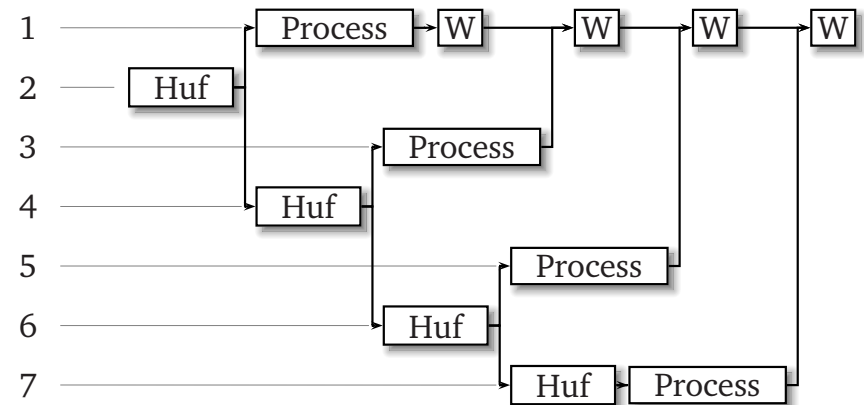 1 Process W W W W
2 Huf
3 Process
4 Huf
5 Process
6 Huf
7 Huf Process